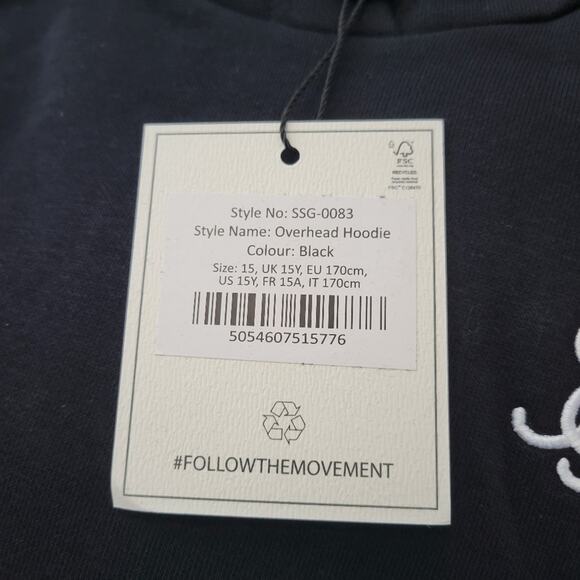 FSC
RECYCLED
Style No: SSG-0083
Style Name: Overhead Hoodie
Colour: Black
Size: 15, UK 15Y, EU 170cm,
US 15Y, FR 15A, IT 170cm
5054607515776
#FOLLOWTHEMOVEMENT